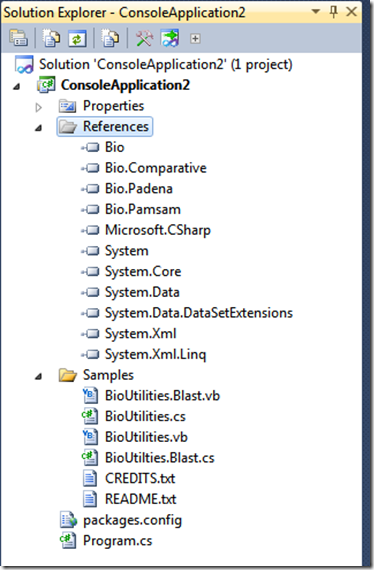 Solution Explorer - ConsoleApplication2
Solution 'ConsoleApplication2' (1 project)
ConsoleApplication2
Properties
References
Bio
Bio.Comparative
Bio.Padena
Bio.Pamsam
Microsoft.CSharp
System
System.Core
System.Data
System.Data.DataSetExtensions
System.Xml
System.Xml.Linq
Samples
BioUtilities.Blast.vb
BioUtilities.cs
BioUtilities.vb
BioUtilties.Blast.cs
CREDITS.txt
README.txt
packages.config
Program.cs